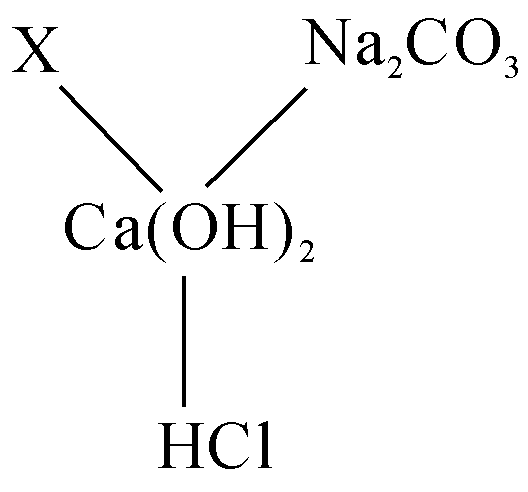 X
Na₂CO₃
Ca(OH)₂
HCl